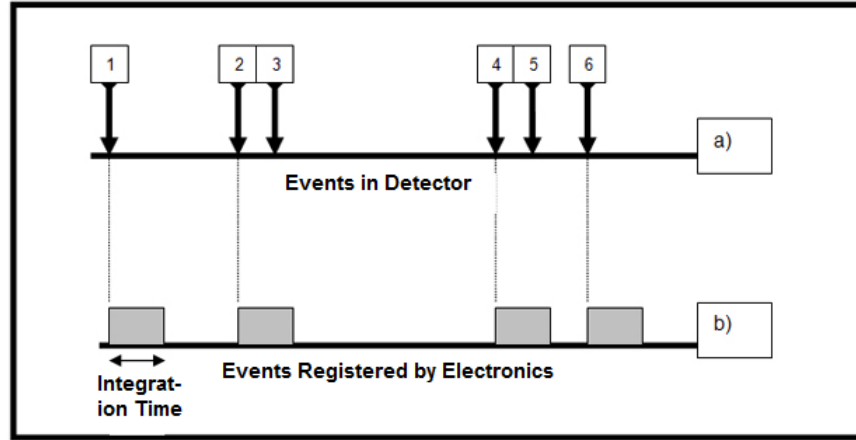 1 2 3 4 5 6
a)
Events in Detector
b)
Events Registered by Electronics
Integrat-
ion Time